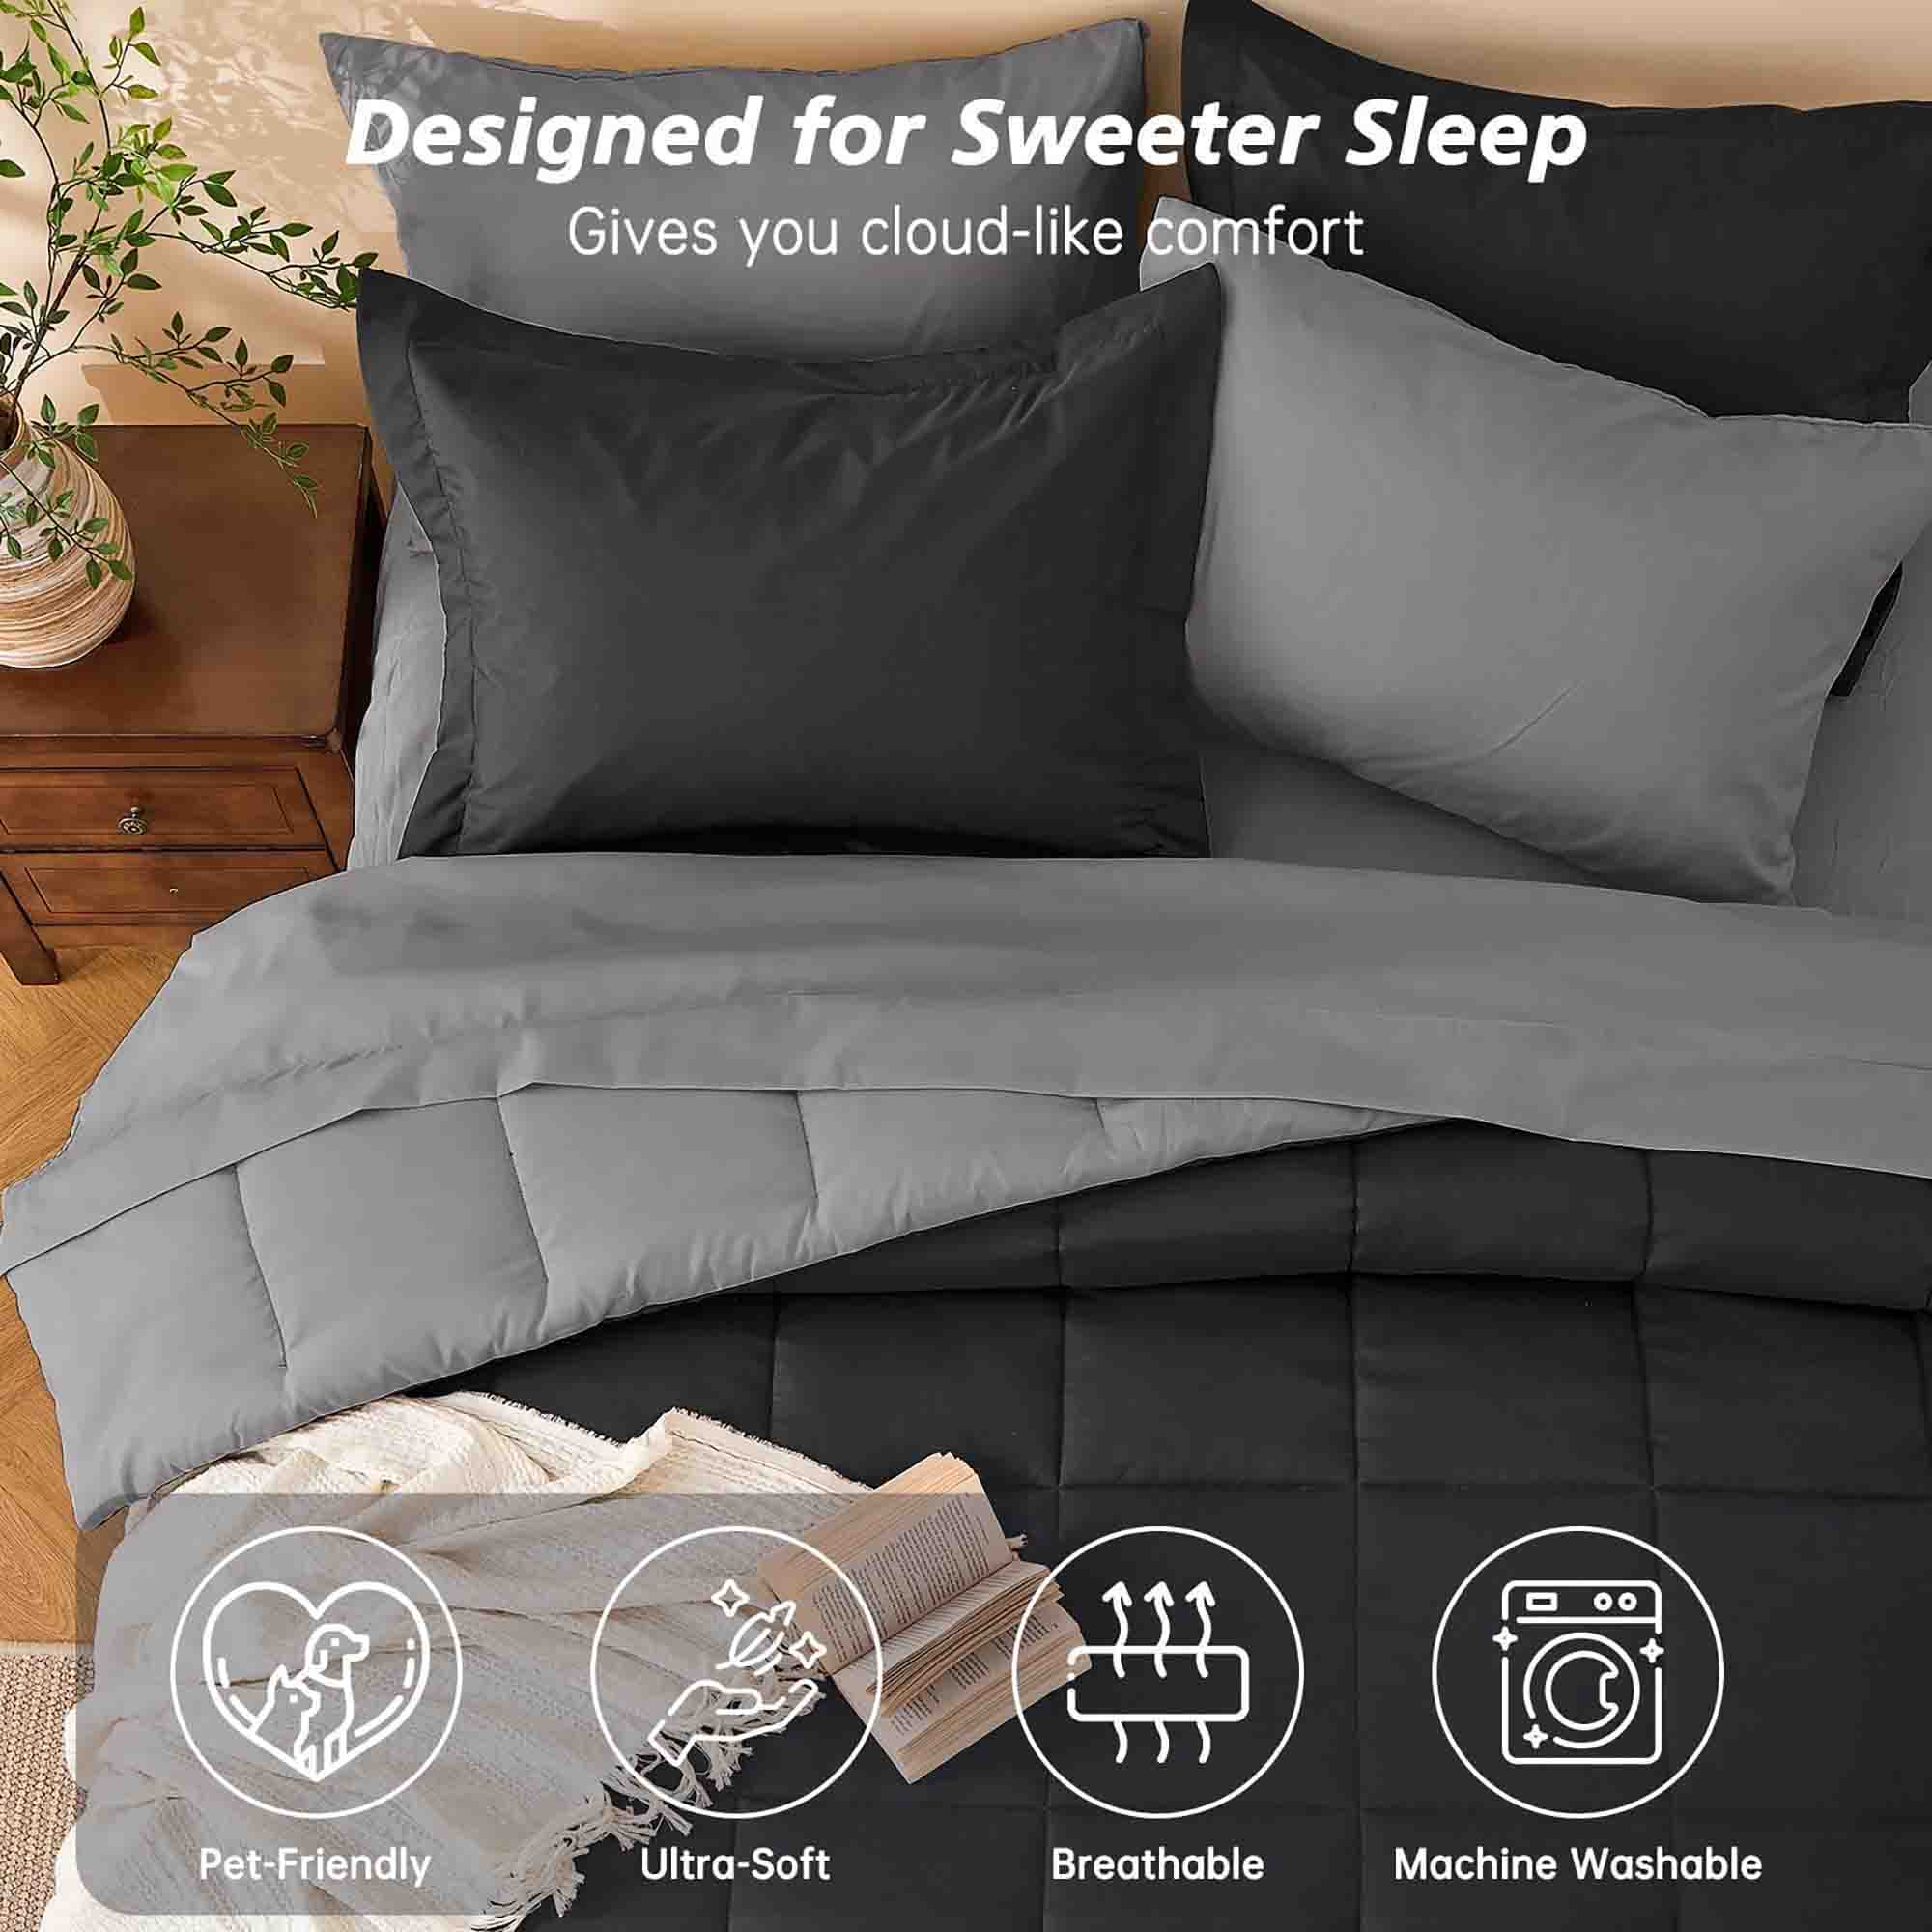 Designed for Sweeter Sleep
Gives you cloud-like comfort
Pet-Friendly
Ultra-Soft
Breathable
Machine Washable